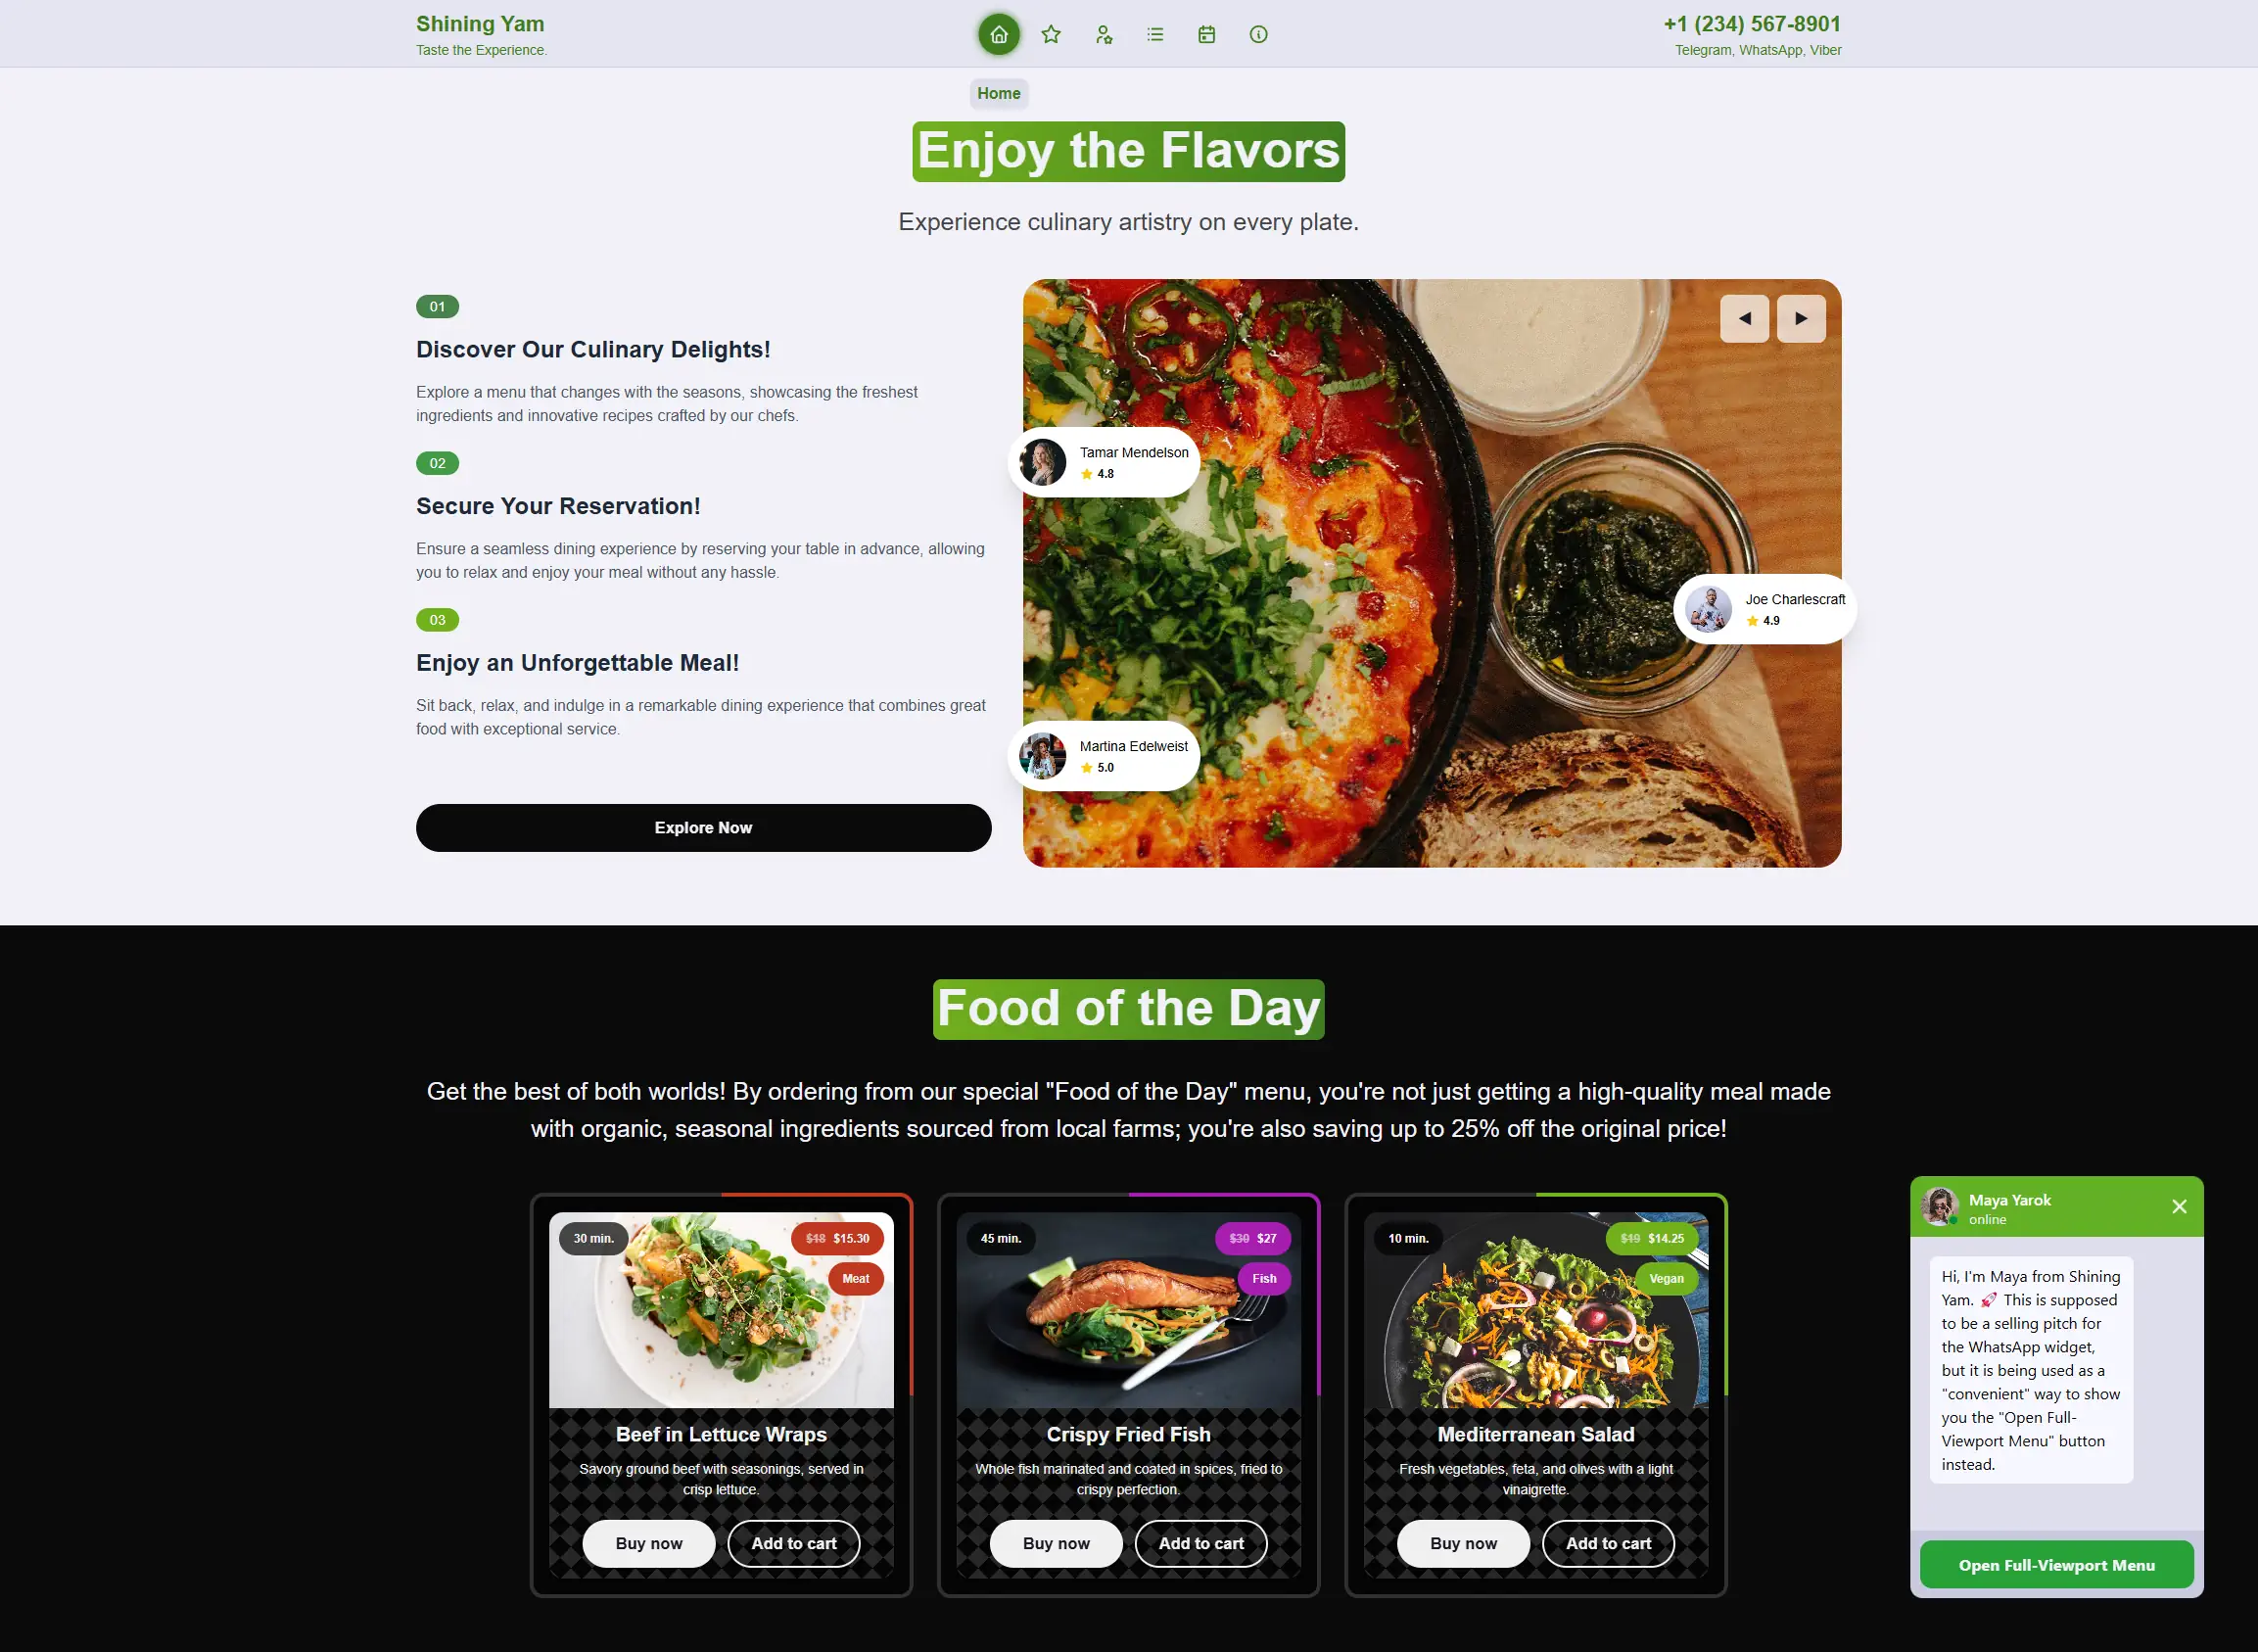 Shining Yam
Taste the Experience.
+1 (234) 567-8901
Telegram, WhatsApp, Viber
Home
Enjoy the Flavors
Experience culinary artistry on every plate.
01
Discover Our Culinary Delights!
Explore a menu that changes with the seasons, showcasing the freshest
ingredients and innovative recipes crafted by our chefs.
02
Secure Your Reservation!
Ensure a seamless dining experience by reserving your table in advance, allowing
you to relax and enjoy your meal without any hassle.
03
Enjoy an Unforgettable Meal!
Sit back, relax, and indulge in a remarkable dining experience that combines great
food with exceptional service.
Explore Now
Tamar Mendelson
4.8
Joe Charlescraft
4.9
Martina Edelweist
5.0
Food of the Day
Get the best of both worlds! By ordering from our special "Food of the Day" menu, you're not just getting a high-quality meal made
with organic, seasonal ingredients sourced from local farms; you're also saving up to 25% off the original price!
30 min.
$18 $15.30
Meat
Beef in Lettuce Wraps
Savory ground beef with seasonings, served in
crisp lettuce.
Buy now
Add to cart
45 min.
$30 $27
Fish
Crispy Fried Fish
Whole fish marinated and coated in spices, fried to
crispy perfection.
Buy now
Add to cart
10 min.
$19 $14.25
Vegan
Mediterranean Salad
Fresh vegetables, feta, and olives with a light
vinaigrette.
Buy now
Add to cart
Maya Yarok
online
Hi, I'm Maya from Shining
Yam. 🚀 This is supposed
to be a selling pitch for
the WhatsApp widget,
but it is being used as a
"convenient" way to show
you the "Open Full-
Viewport Menu" button
instead.
Open Full-Viewport Menu